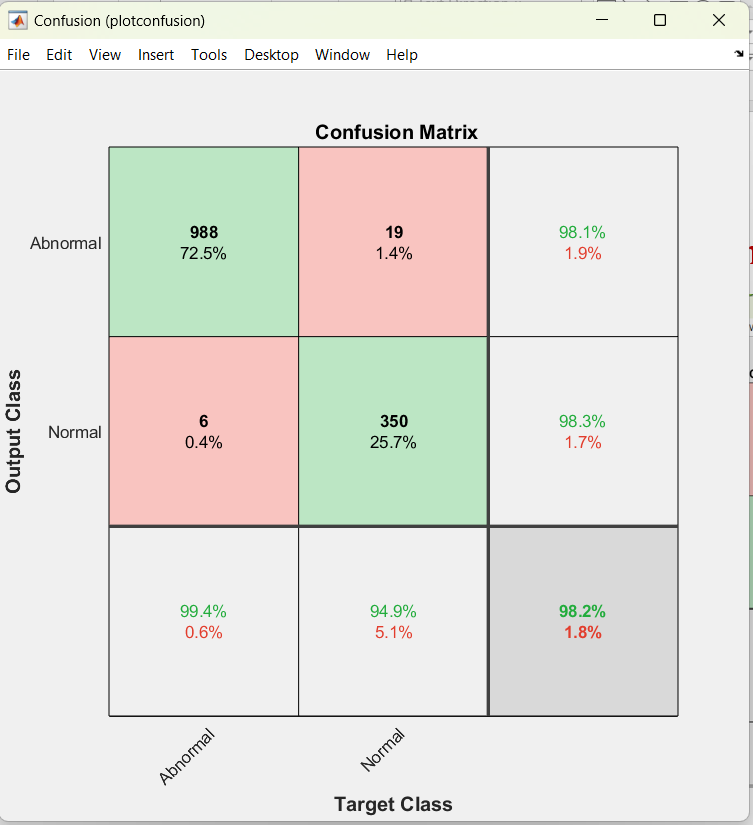 Confusion (plotconfusion)
File Edit View Insert Tools Desktop Window Help
Confusion Matrix
Abnormal
988
72.5%
19
1.4%
98.1%
1.9%
Normal
6
0.4%
350
25.7%
98.3%
1.7%
99.4%
0.6%
94.9%
5.1%
98.2%
1.8%
Output Class
Abnormal
Normal
Target Class